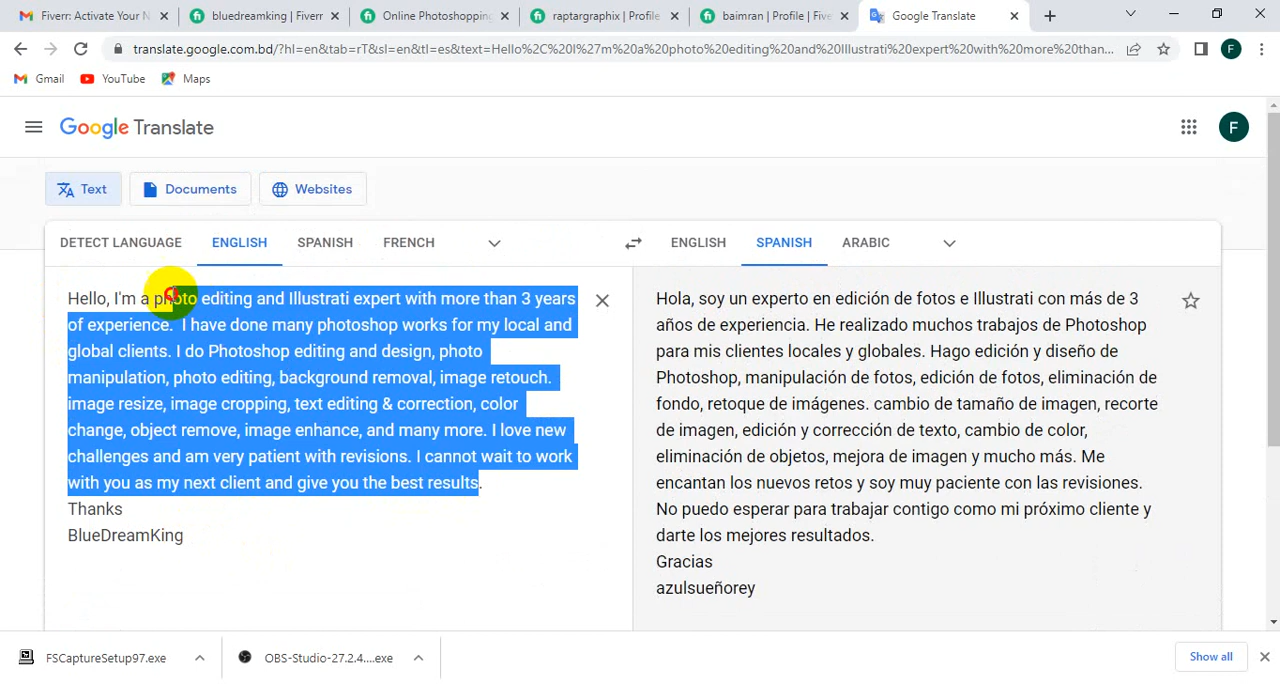 Fiverr: Activate Your N
bluedreamking | Fiverr
Online Photoshopping
raptargraphix | Profile
baimran | Profile | Five
Google Translate
translate.google.com.bd/?hl=en&tab=rT&sl=en&tl=es&text=Hello%2C%20I%27m%20a%20photo%20editing%20and%20Illustrati%20expert%20with%20more%20than...
F
Gmail
YouTube
Maps
Google Translate
F
Text
Documents
Websites
DETECT LANGUAGE
ENGLISH
SPANISH
FRENCH
ENGLISH
SPANISH
ARABIC
Hello, I'm a photo editing and Illustrati expert with more than 3 years
of experience.  I have done many photoshop works for my local and
global clients. I do Photoshop editing and design, photo
manipulation, photo editing, background removal, image retouch.
image resize, image cropping, text editing & correction, color
change, object remove, image enhance, and many more. I love new
challenges and am very patient with revisions. I cannot wait to work
with you as my next client and give you the best results.
Thanks
BlueDreamKing
Hola, soy un experto en edición de fotos e Illustrati con más de 3
años de experiencia. He realizado muchos trabajos de Photoshop
para mis clientes locales y globales. Hago edición y diseño de
Photoshop, manipulación de fotos, edición de fotos, eliminación de
fondo, retoque de imágenes. cambio de tamaño de imagen, recorte
de imagen, edición y corrección de texto, cambio de color,
eliminación de objetos, mejora de imagen y mucho más. Me
encantan los nuevos retos y soy muy paciente con las revisiones.
No puedo esperar para trabajar contigo como mi próximo cliente y
darte los mejores resultados.
Gracias
azulsueñorey
FSCaptureSetup97.exe
OBS-Studio-27.2.4....exe
Show all